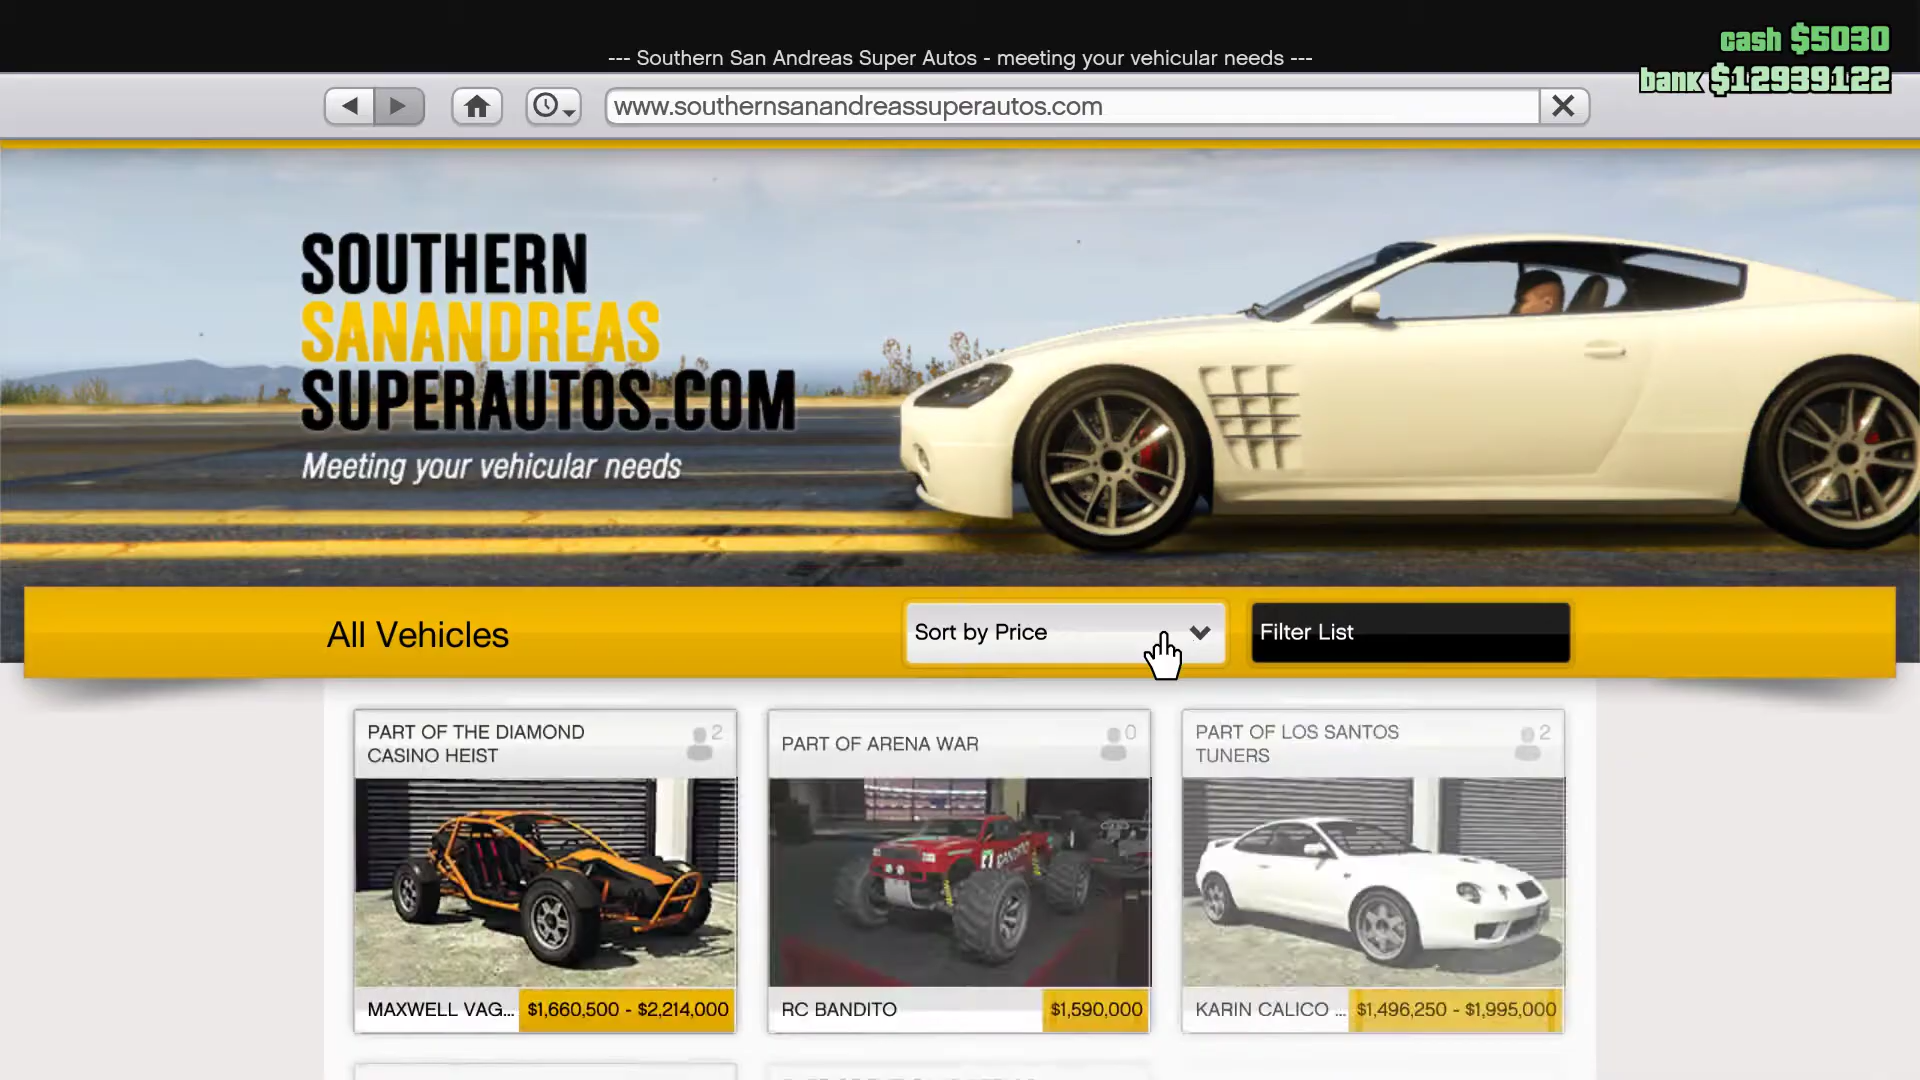 cash $5030
--- Southern San Andreas Super Autos - meeting your vehicular needs ---
bank $12939122
www.southernsanandreassuperautos.com
SOUTHERN
SANANDREAS
SUPERAUTOS.COM
Meeting your vehicular needs
All Vehicles
Sort by Price
Filter List
PART OF THE DIAMOND
CASINO HEIST
2
PART OF ARENA WAR
0
PART OF LOS SANTOS
TUNERS
2
BANDITO
MAXWELL VAG...
$1,660,500 - $2,214,000
RC BANDITO
$1,590,000
KARIN CALICO ...
$1,496,250 - $1,995,000